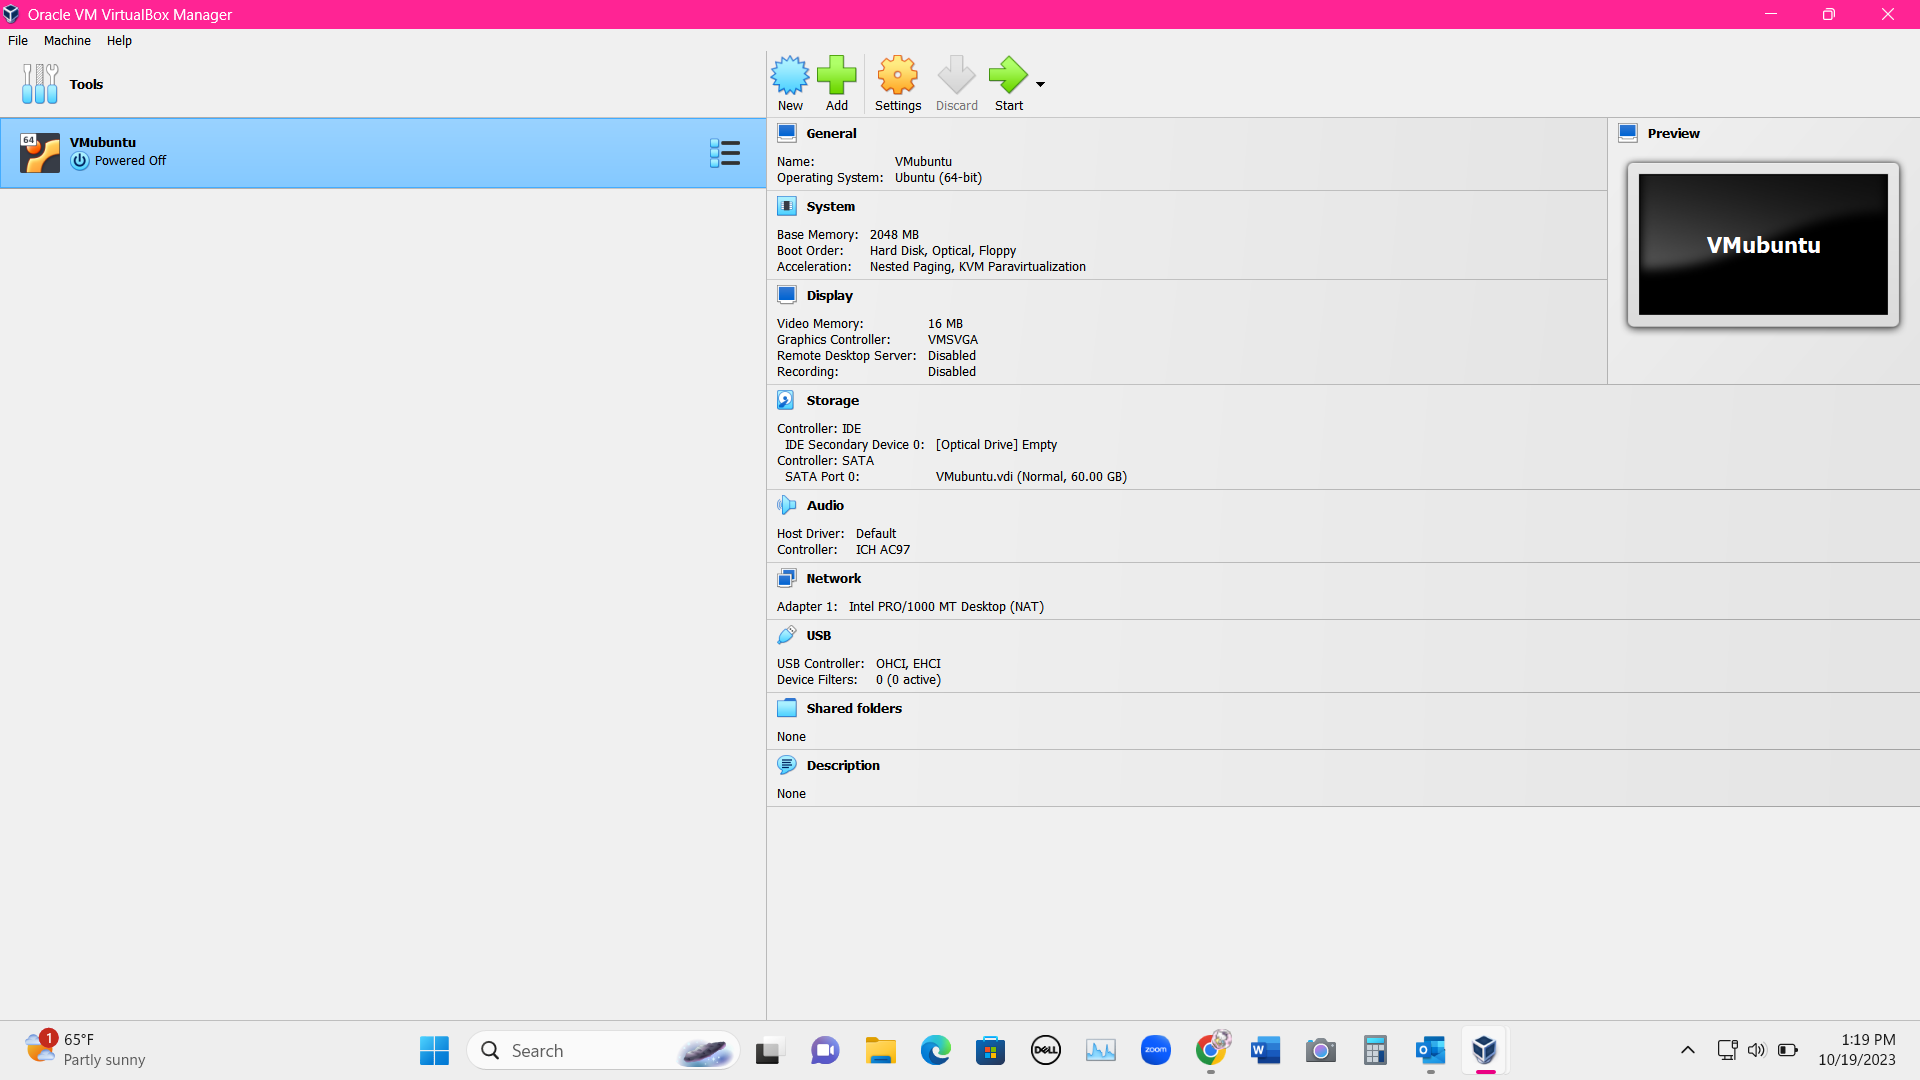 Oracle VM VirtualBox Manager
File Machine Help
Tools
New Add Settings Discard Start
64
VMubuntu
Powered Off
General
Name: VMubuntu
Operating System: Ubuntu (64-bit)
System
Base Memory: 2048 MB
Boot Order: Hard Disk, Optical, Floppy
Acceleration: Nested Paging, KVM Paravirtualization
Display
Video Memory: 16 MB
Graphics Controller: VMSVGA
Remote Desktop Server: Disabled
Recording: Disabled
Preview
VMubuntu
Storage
Controller: IDE
IDE Secondary Device 0: [Optical Drive] Empty
Controller: SATA
SATA Port 0: VMubuntu.vdi (Normal, 60.00 GB)
Audio
Host Driver: Default
Controller: ICH AC97
Network
Adapter 1: Intel PRO/1000 MT Desktop (NAT)
USB
USB Controller: OHCI, EHCI
Device Filters: 0 (0 active)
Shared folders
None
Description
None
1
65°F
Partly sunny
Search
DELL
zoom
W
O
1:19 PM
10/19/2023